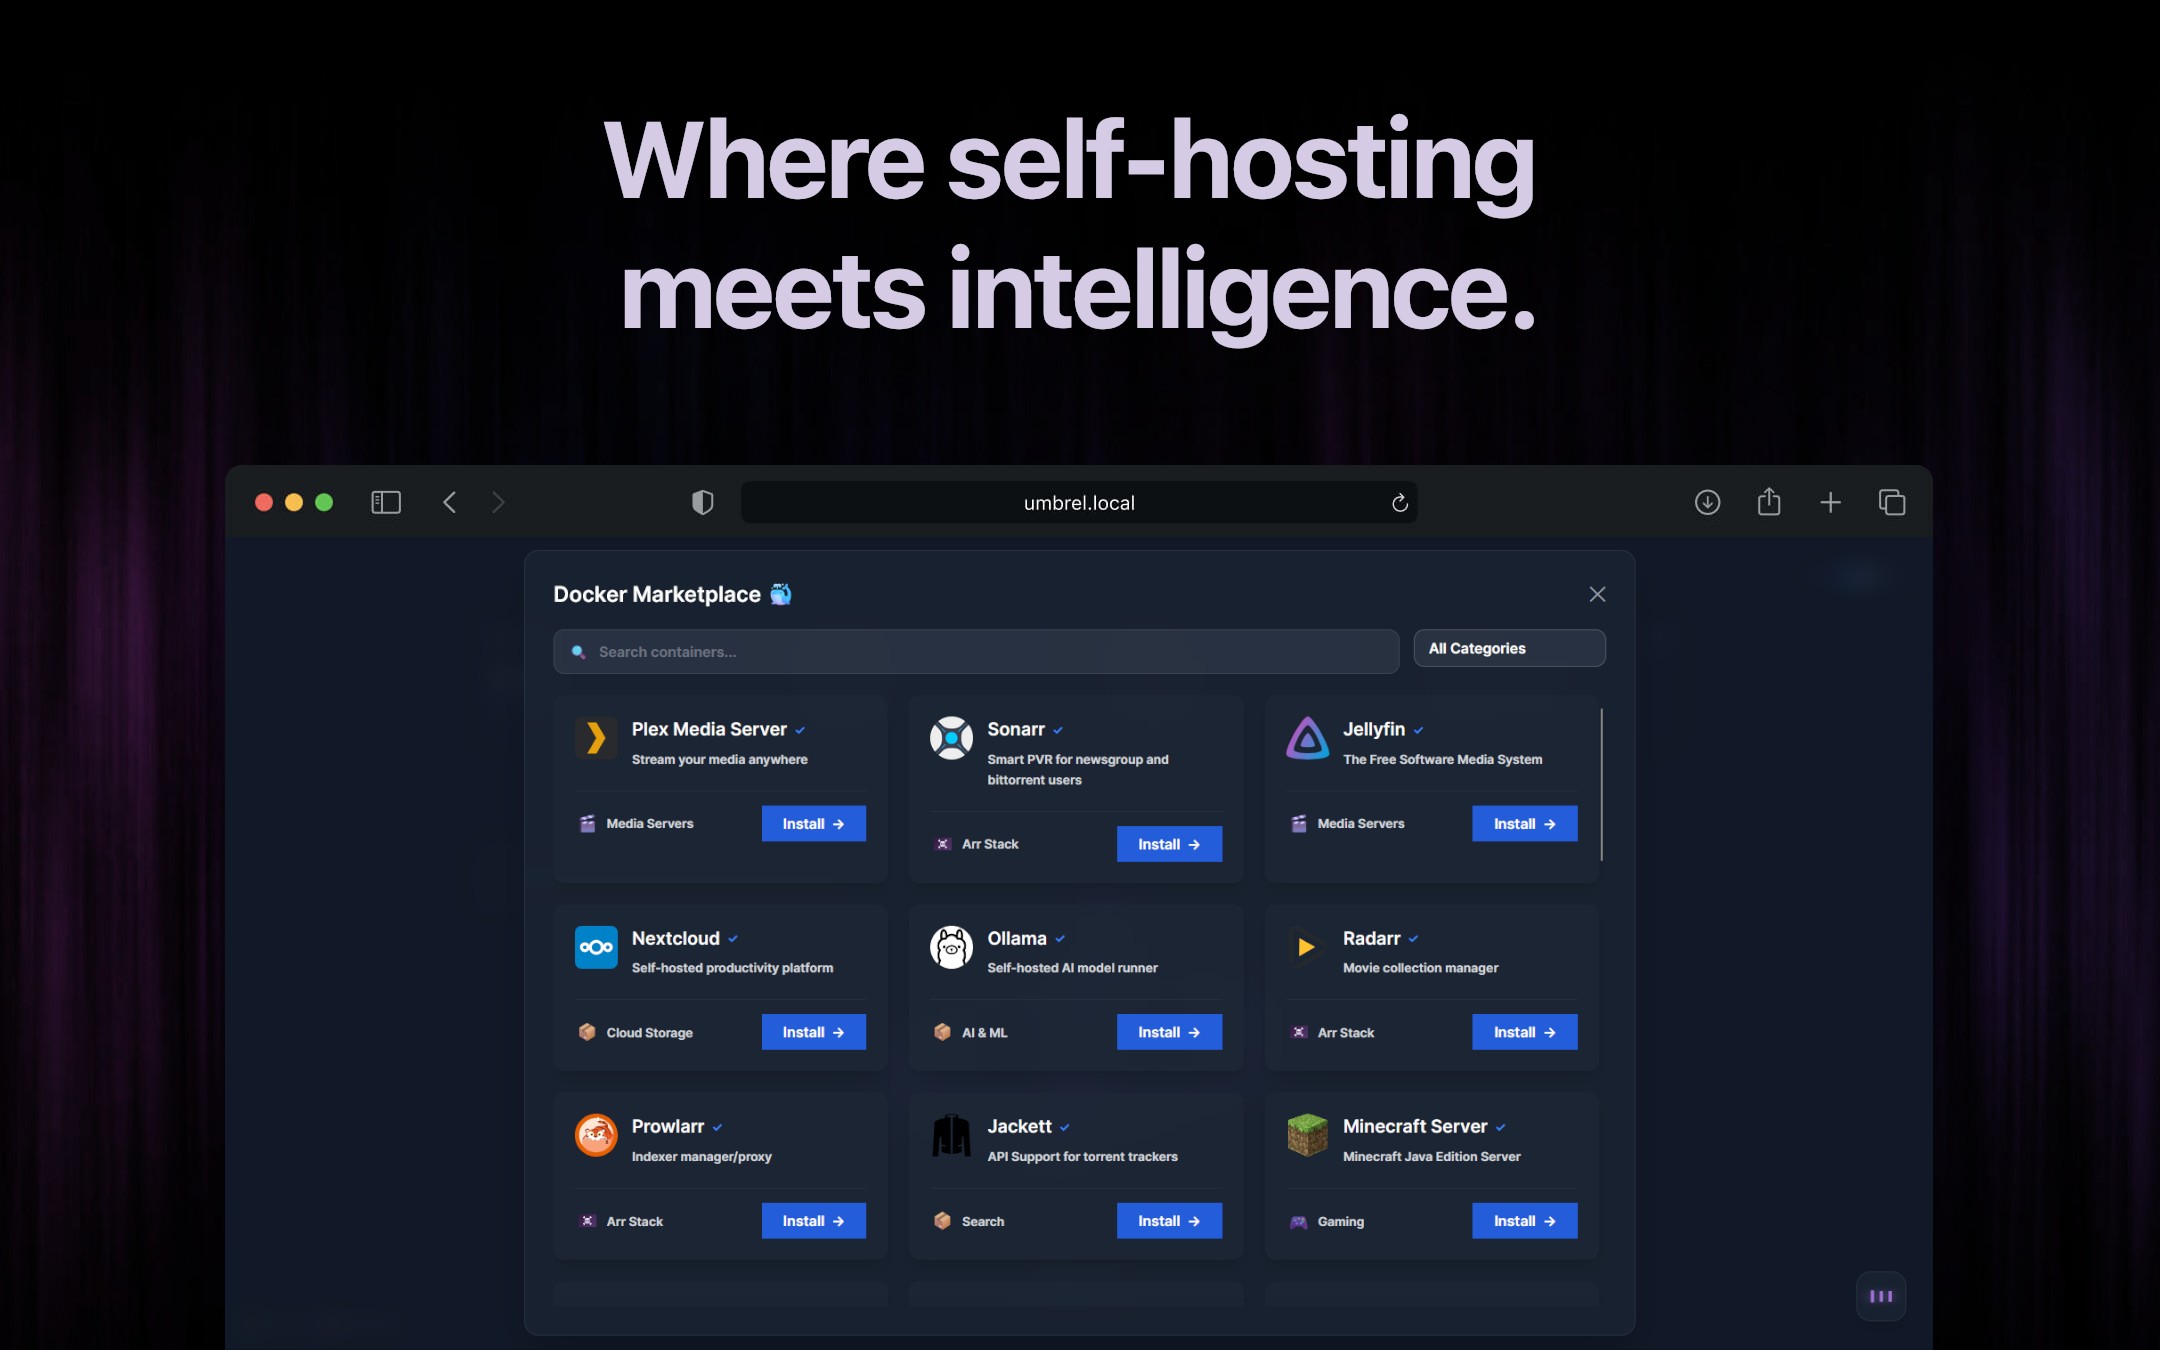 Where self-hosting
meets intelligence.
umbrel.local
Docker Marketplace 🐳
Search containers...
All Categories
Plex Media Server
Stream your media anywhere
Media Servers
Install →
Sonarr
Smart PVR for newsgroup and
bittorrent users
Arr Stack
Install →
Jellyfin
The Free Software Media System
Media Servers
Install →
Nextcloud
Self-hosted productivity platform
Cloud Storage
Install →
Ollama
Self-hosted AI model runner
AI & ML
Install →
Radarr
Movie collection manager
Arr Stack
Install →
Prowlarr
Indexer manager/proxy
Arr Stack
Install →
Jackett
API Support for torrent trackers
Search
Install →
Minecraft Server
Minecraft Java Edition Server
Gaming
Install →